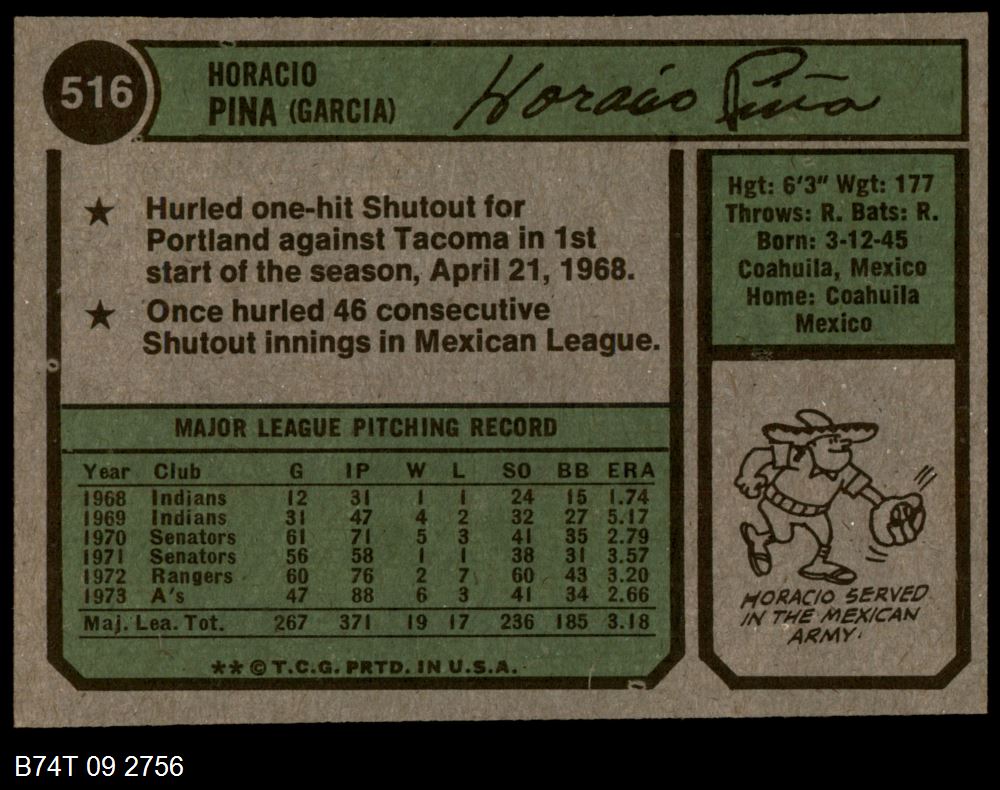 516
HORACIO
PINA (GARCIA)
Horacio Piña
★ Hurled one-hit Shutout for
Portland against Tacoma in 1st
start of the season, April 21, 1968.
★ Once hurled 46 consecutive
Shutout innings in Mexican League.
Hgt: 6'3" Wgt: 177
Throws: R. Bats: R.
Born: 3-12-45
Coahuila, Mexico
Home: Coahuila
Mexico
MAJOR LEAGUE PITCHING RECORD
Year Club G IP W L SO BB ERA
1968 Indians 12 31 1 1 24 15 1.74
1969 Indians 31 47 4 2 32 27 5.17
1970 Senators 61 71 5 3 41 35 2.79
1971 Senators 56 58 1 1 38 31 3.57
1972 Rangers 60 76 2 7 60 43 3.20
1973 A's 47 88 6 3 41 34 2.66
Maj. Lea. Tot. 267 371 19 17 236 185 3.18
**©T.C.G. PRTD. IN U.S.A.
HORACIO SERVED
IN THE MEXICAN
ARMY.
B74T 09 2756